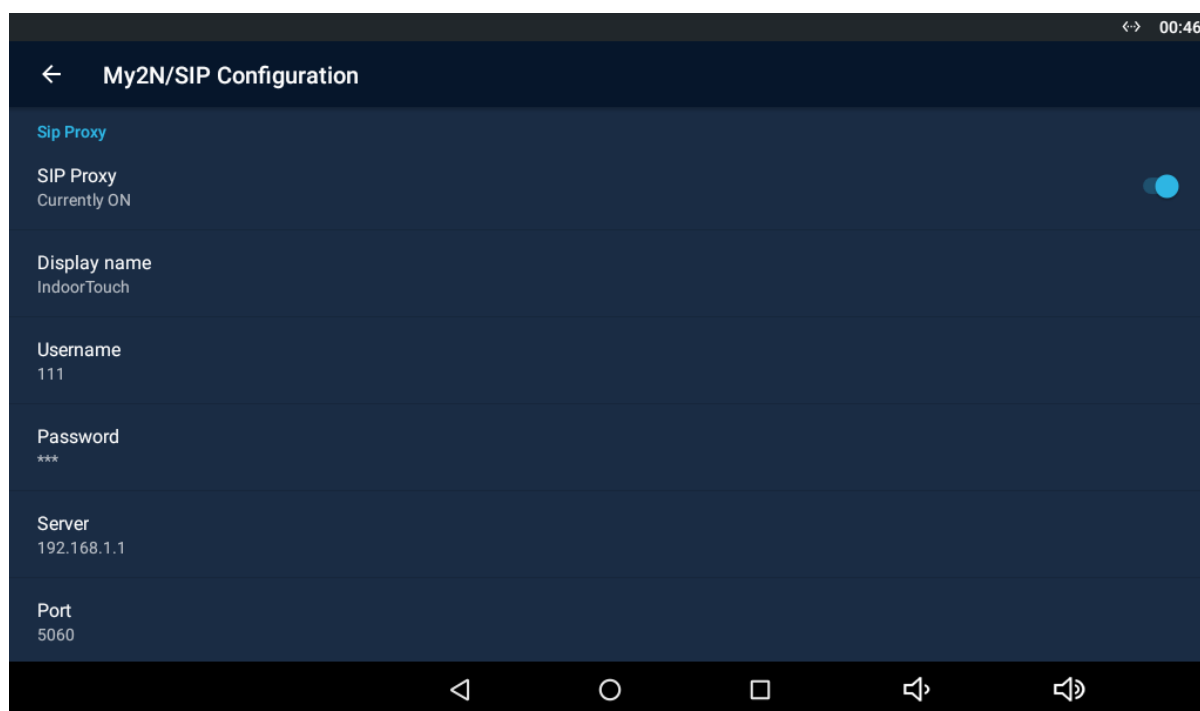 00:46
My2N/SIP Configuration
Sip Proxy
SIP Proxy
Currently ON
Display name
IndoorTouch
Username
111
Password
***
Server
192.168.1.1
Port
5060